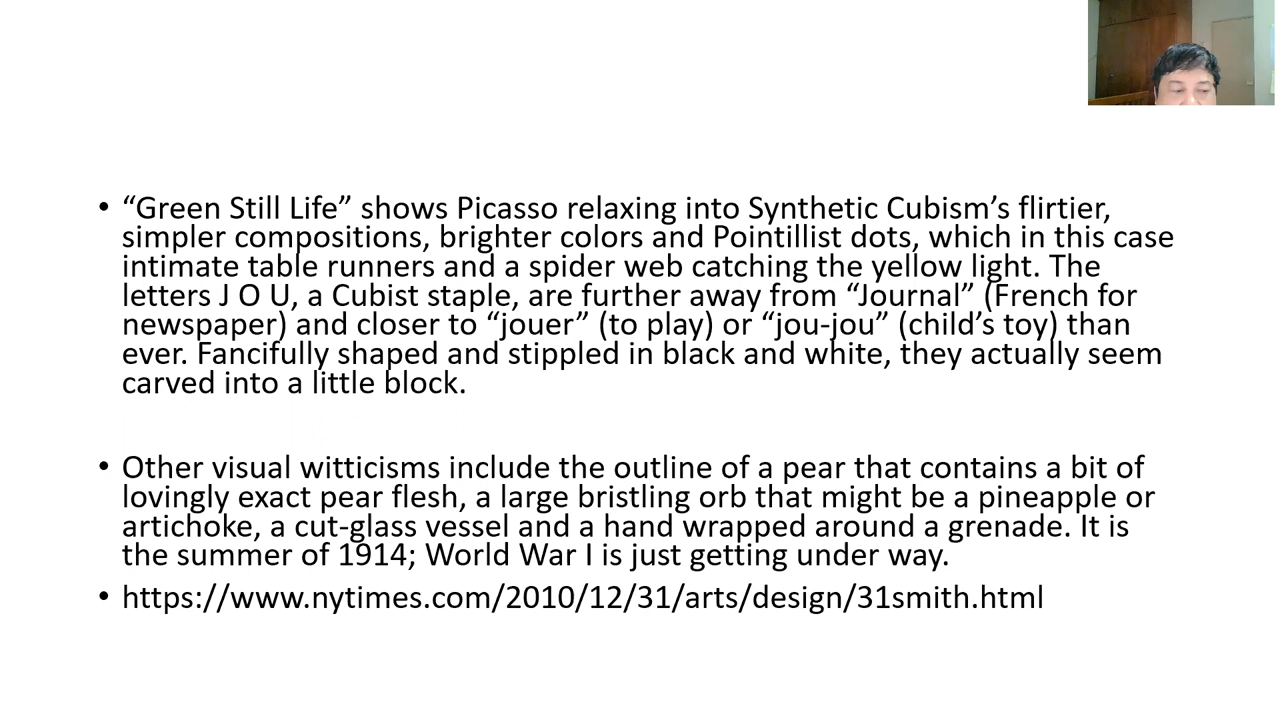 • “Green Still Life” shows Picasso relaxing into Synthetic Cubism’s flirtier,
simpler compositions, brighter colors and Pointillist dots, which in this case
intimate table runners and a spider web catching the yellow light. The
letters J O U, a Cubist staple, are further away from “Journal” (French for
newspaper) and closer to “jouer” (to play) or “jou-jou” (child’s toy) than
ever. Fancifully shaped and stippled in black and white, they actually seem
carved into a little block.
• Other visual witticisms include the outline of a pear that contains a bit of
lovingly exact pear flesh, a large bristling orb that might be a pineapple or
artichoke, a cut-glass vessel and a hand wrapped around a grenade. It is
the summer of 1914; World War I is just getting under way.
• https://www.nytimes.com/2010/12/31/arts/design/31smith.html